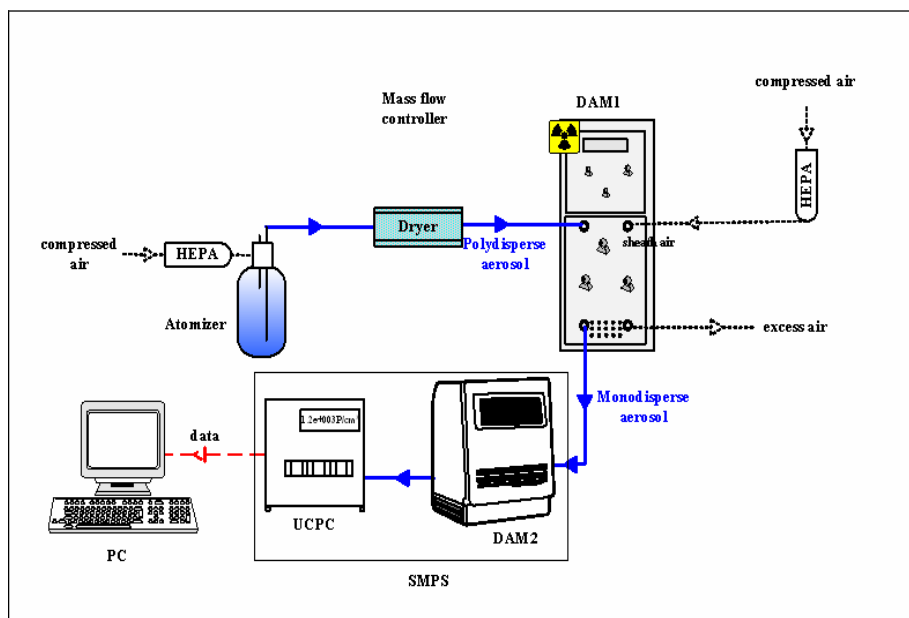 compressed air
Mass flow
controller
DAM1
HEPA
Dryer
sheath air
Polydisperse
aerosol
compressed
air
HEPA
Atomizer
excess air
Monodisperse
aerosol
1.2e+003P/cm
data
UCPC
DAM2
PC
SMPS